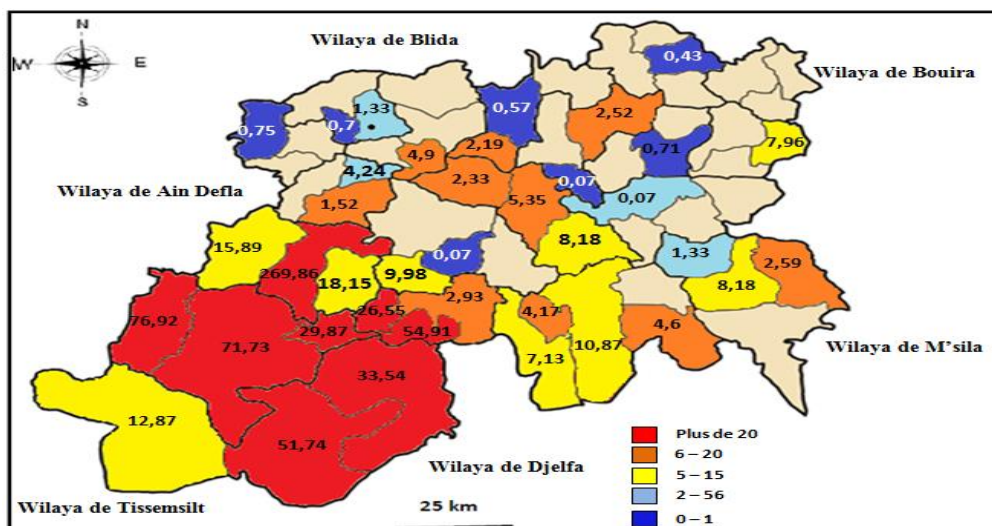 N
W
E
S
Wilaya de Blida
Wilaya de Bouira
0,43
1,33
0,57
2,52
0,75
0,7
0,71
7,96
4,9
2,19
4,24
2,33
0,07
Wilaya de Ain Defla
1,52
5,35
0,07
15,89
8,18
269,86
0,07
1,33
2,59
18,15
9,98
8,18
76,92
26,55
2,93
29,87
54,91
4,17
4,6
71,73
7,13
10,87
Wilaya de M'sila
33,54
12,87
51,74
Wilaya de Djelfa
Wilaya de Tissemsilt
25 km
Plus de 20
6 – 20
5 – 15
2 – 56
0 – 1